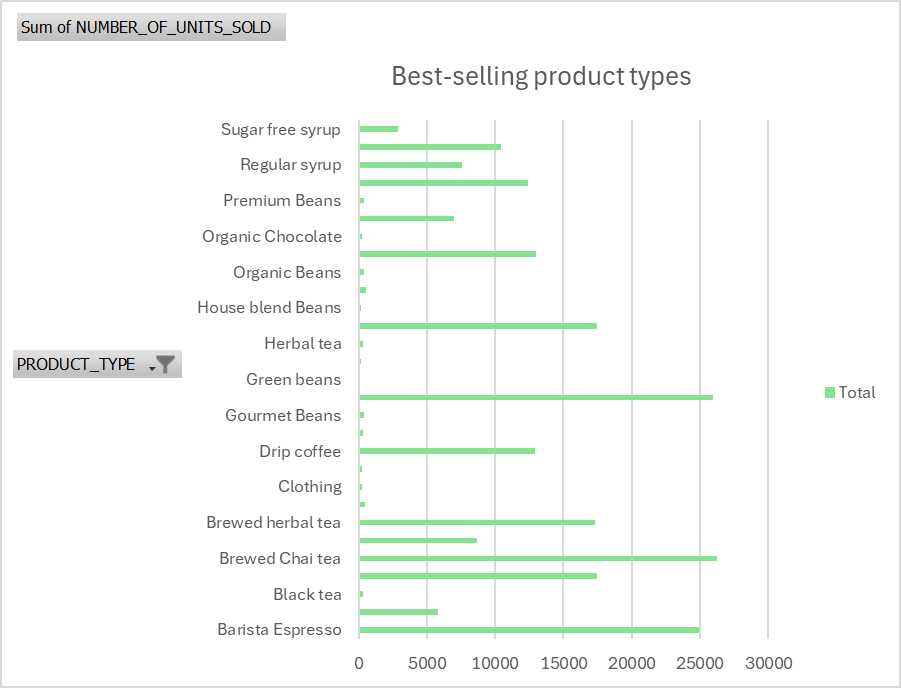 Sum of NUMBER_OF_UNITS_SOLD
Best-selling product types
Sugar free syrup
Regular syrup
Premium Beans
Organic Chocolate
Organic Beans
House blend Beans
Herbal tea
PRODUCT_TYPE
Green beans
Total
Gourmet Beans
Drip coffee
Clothing
Brewed herbal tea
Brewed Chai tea
Black tea
Barista Espresso
0 5000 10000 15000 20000 25000 30000